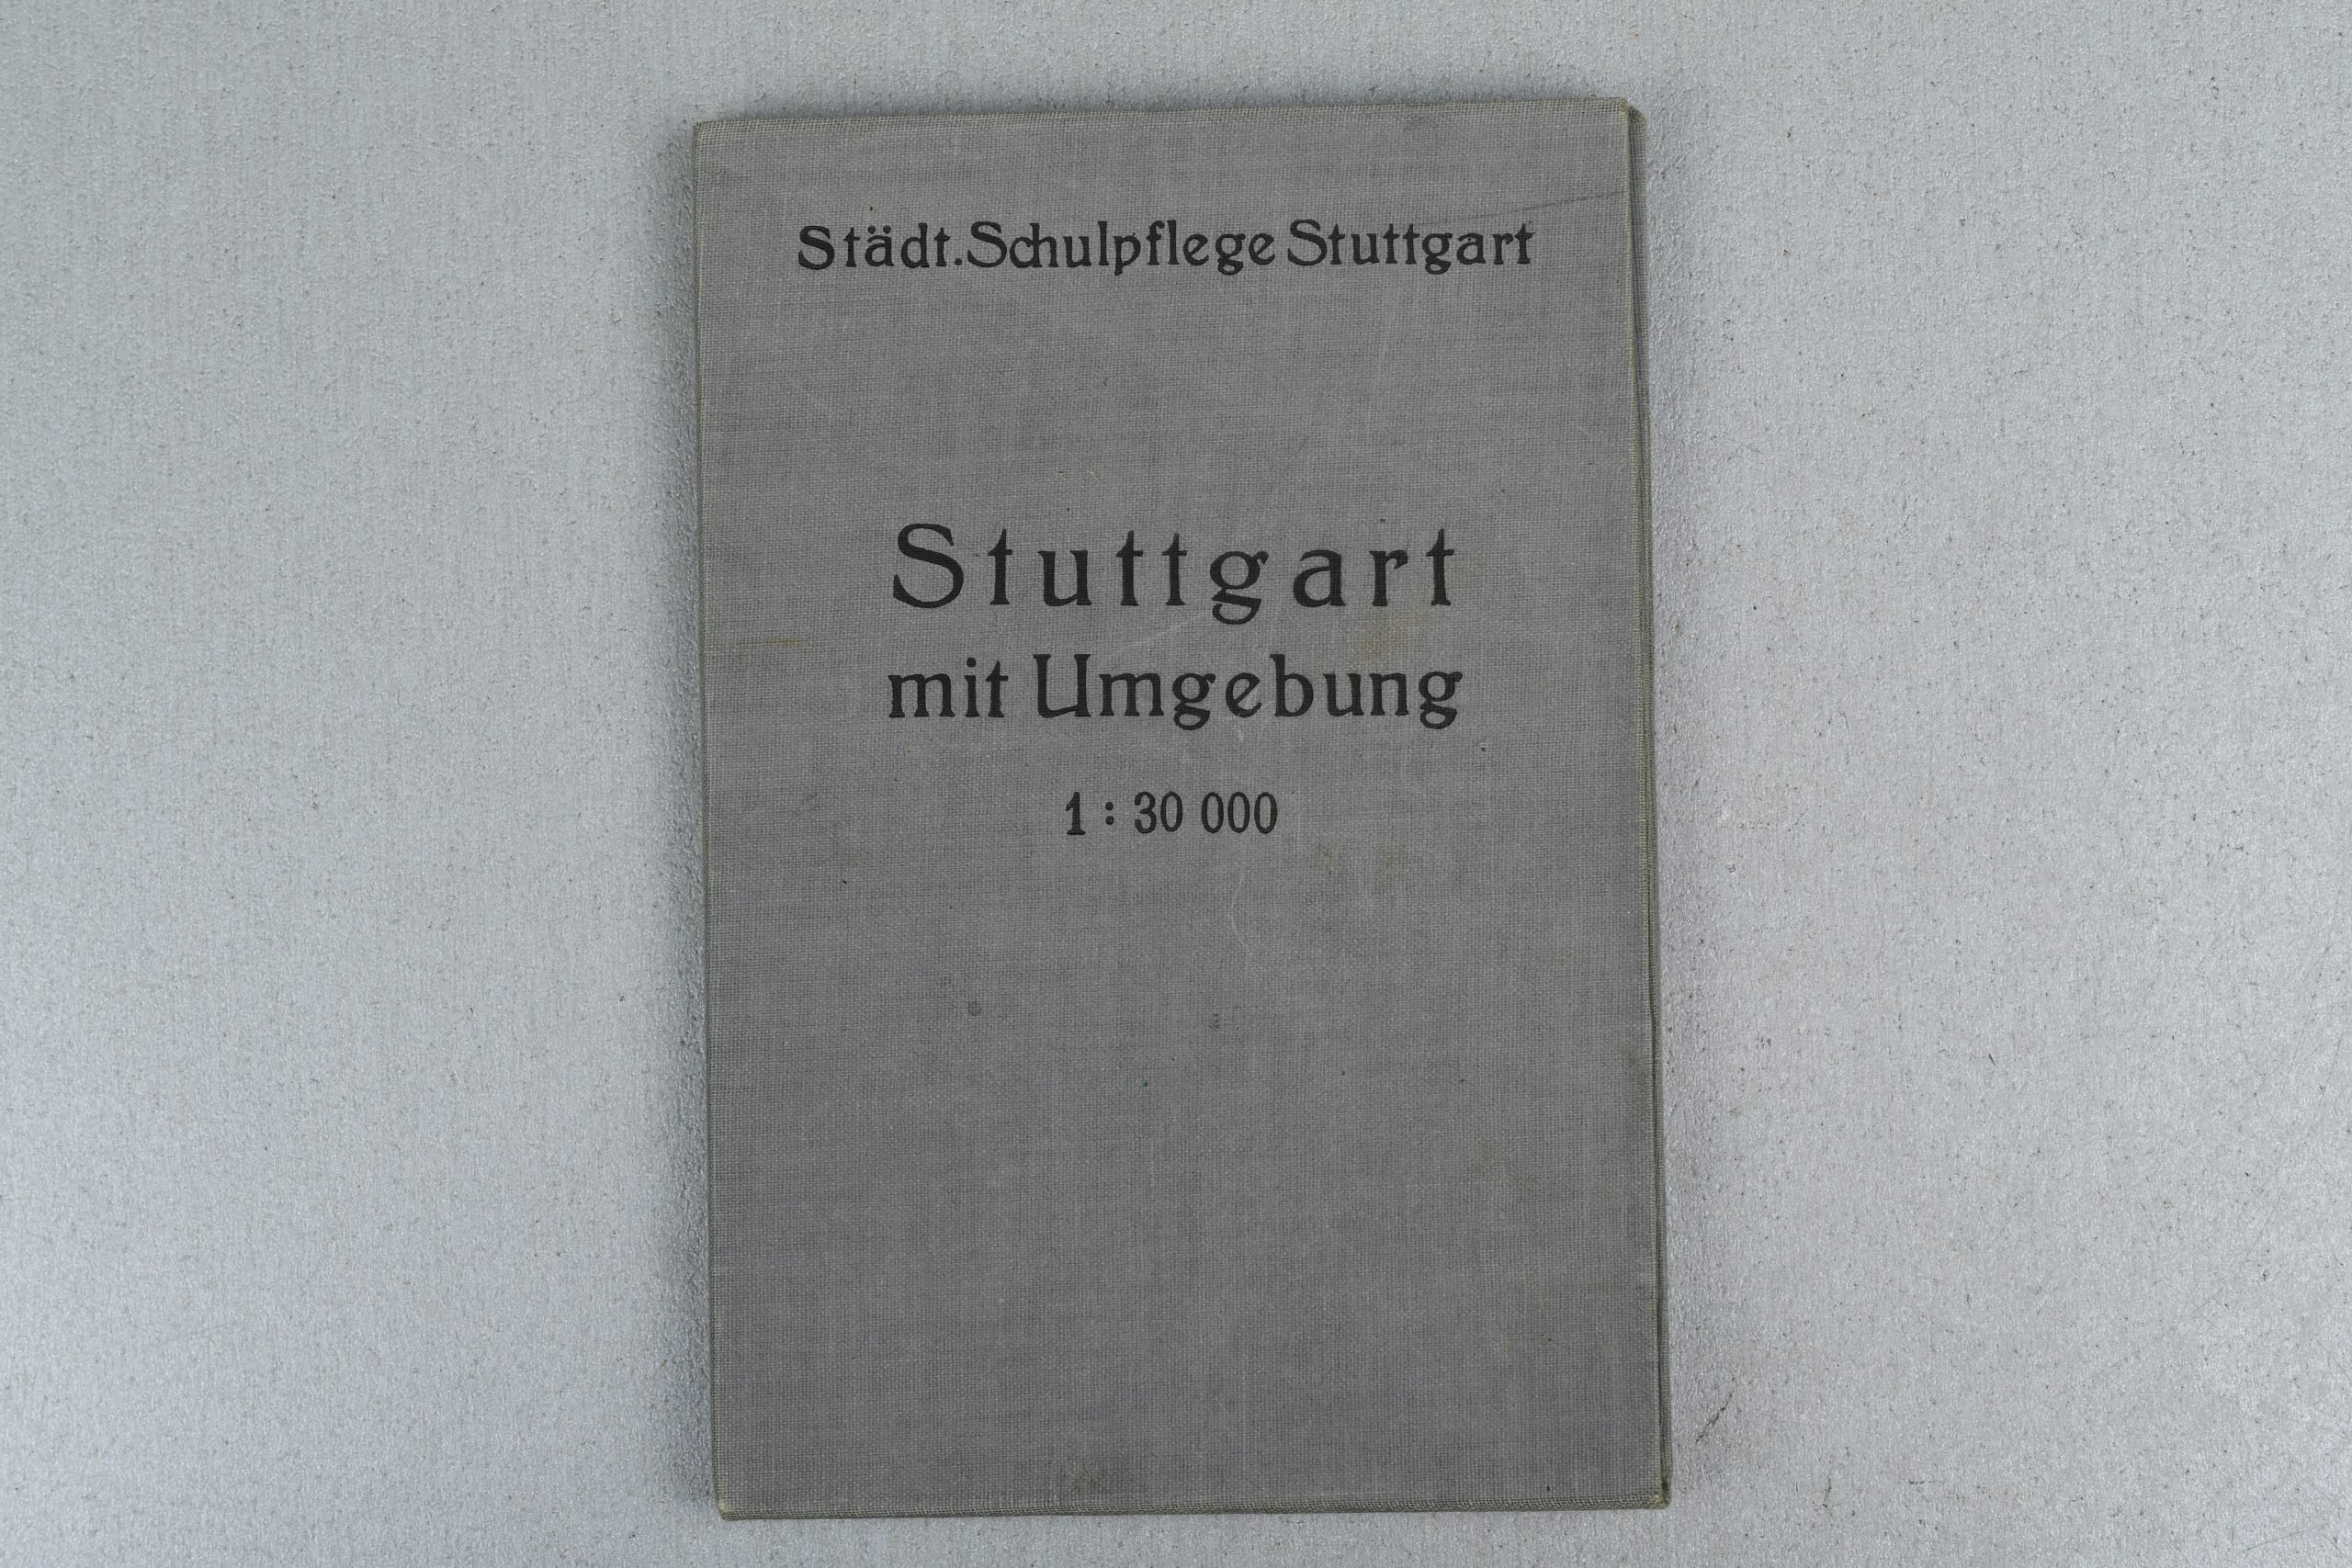 Städt. Schulpflege Stuttgart
Stuttgart
mit Umgebung
1 : 30 000